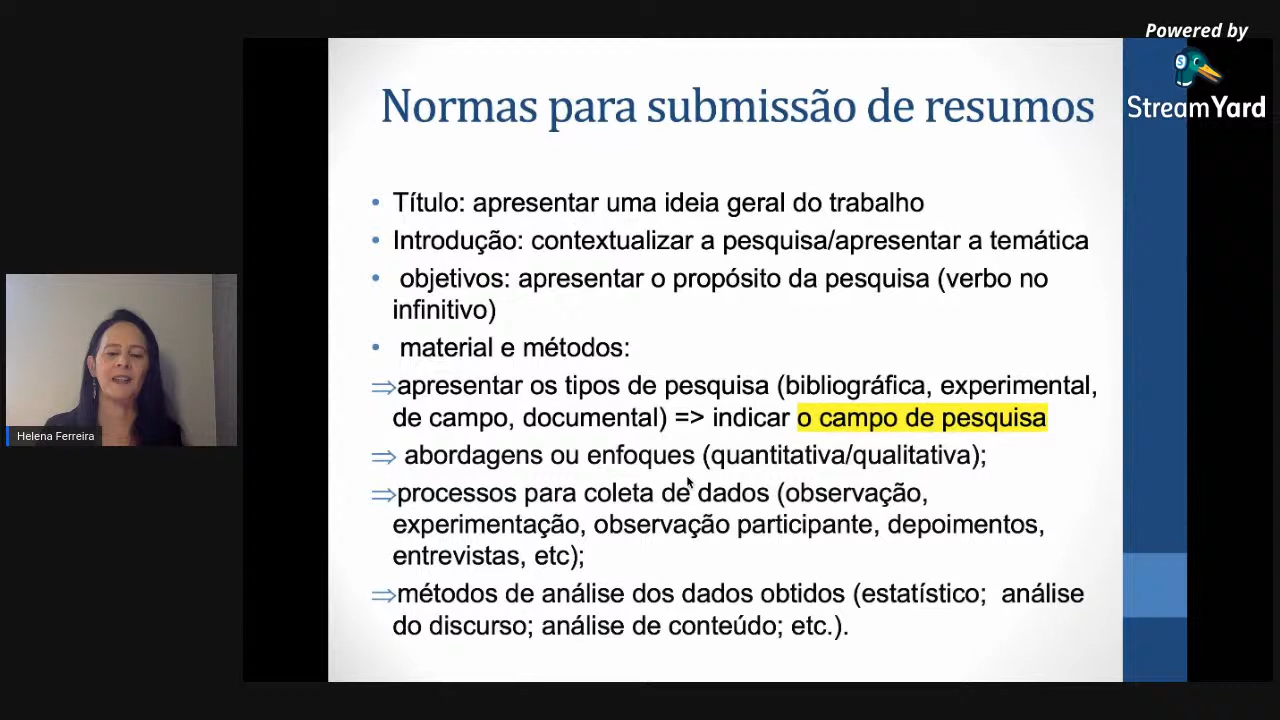 Powered by
StreamYard
Normas para submissão de resumos
• Título: apresentar uma ideia geral do trabalho
• Introdução: contextualizar a pesquisa/apresentar a temática
• objetivos: apresentar o propósito da pesquisa (verbo no
infinitivo)
• material e métodos:
⇒apresentar os tipos de pesquisa (bibliográfica, experimental,
de campo, documental) => indicar o campo de pesquisa
⇒ abordagens ou enfoques (quantitativa/qualitativa);
⇒processos para coleta de dados (observação,
experimentação, observação participante, depoimentos,
entrevistas, etc);
⇒métodos de análise dos dados obtidos (estatístico; análise
do discurso; análise de conteúdo; etc.).
Helena Ferreira